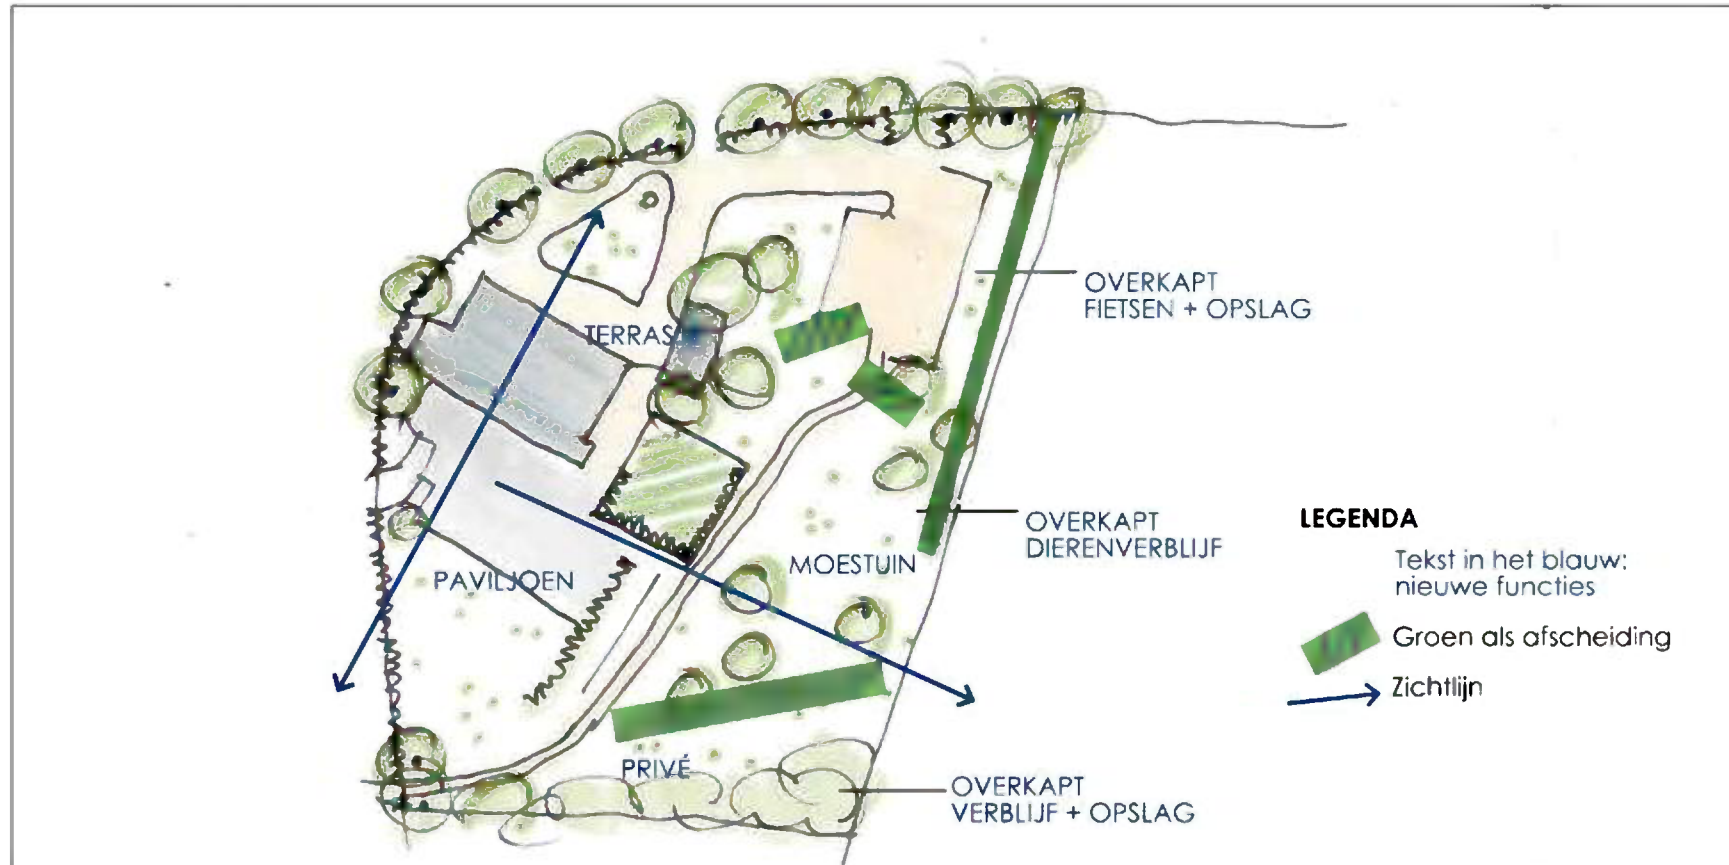 OVERKAPT
FIETSEN + OPSLAG
TERRAS
OVERKAPT
DIERENVERBLIJF
MOESTUIN
PAVILJOEN
PRIVÉ
OVERKAPT
VERBLIJF + OPSLAG
LEGENDA
Tekst in het blauw:
nieuwe functies
Groen als afscheiding
Zichtlijn